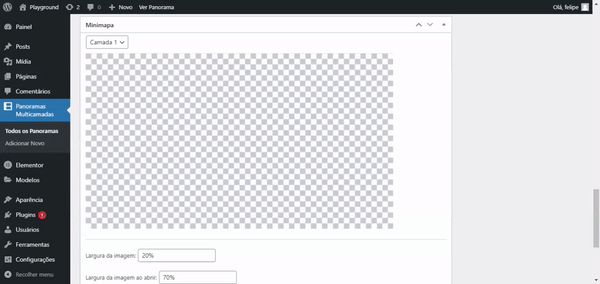 Playground
2
0
Novo
Ver Panorama
Olá, felipe
Painel
Posts
Mídia
Páginas
Comentários
Panoramas
Multicamadas
Todos os Panoramas
Adicionar Novo
Elementor
Modelos
Aparência
Plugins 1
Usuários
Ferramentas
Configurações
Recolher menu
Minimapa
Camada 1
Largura da imagem: 20%
Largura da imagem ao abrir: 70%